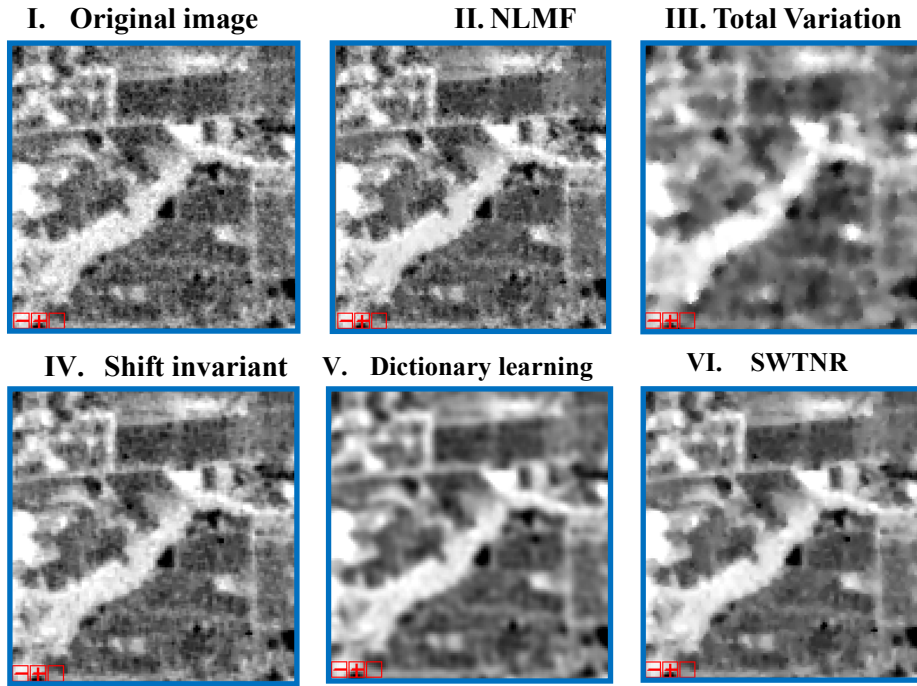 I. Original image
II. NLMF
III. Total Variation
IV. Shift invariant
V. Dictionary learning
VI. SWTNR